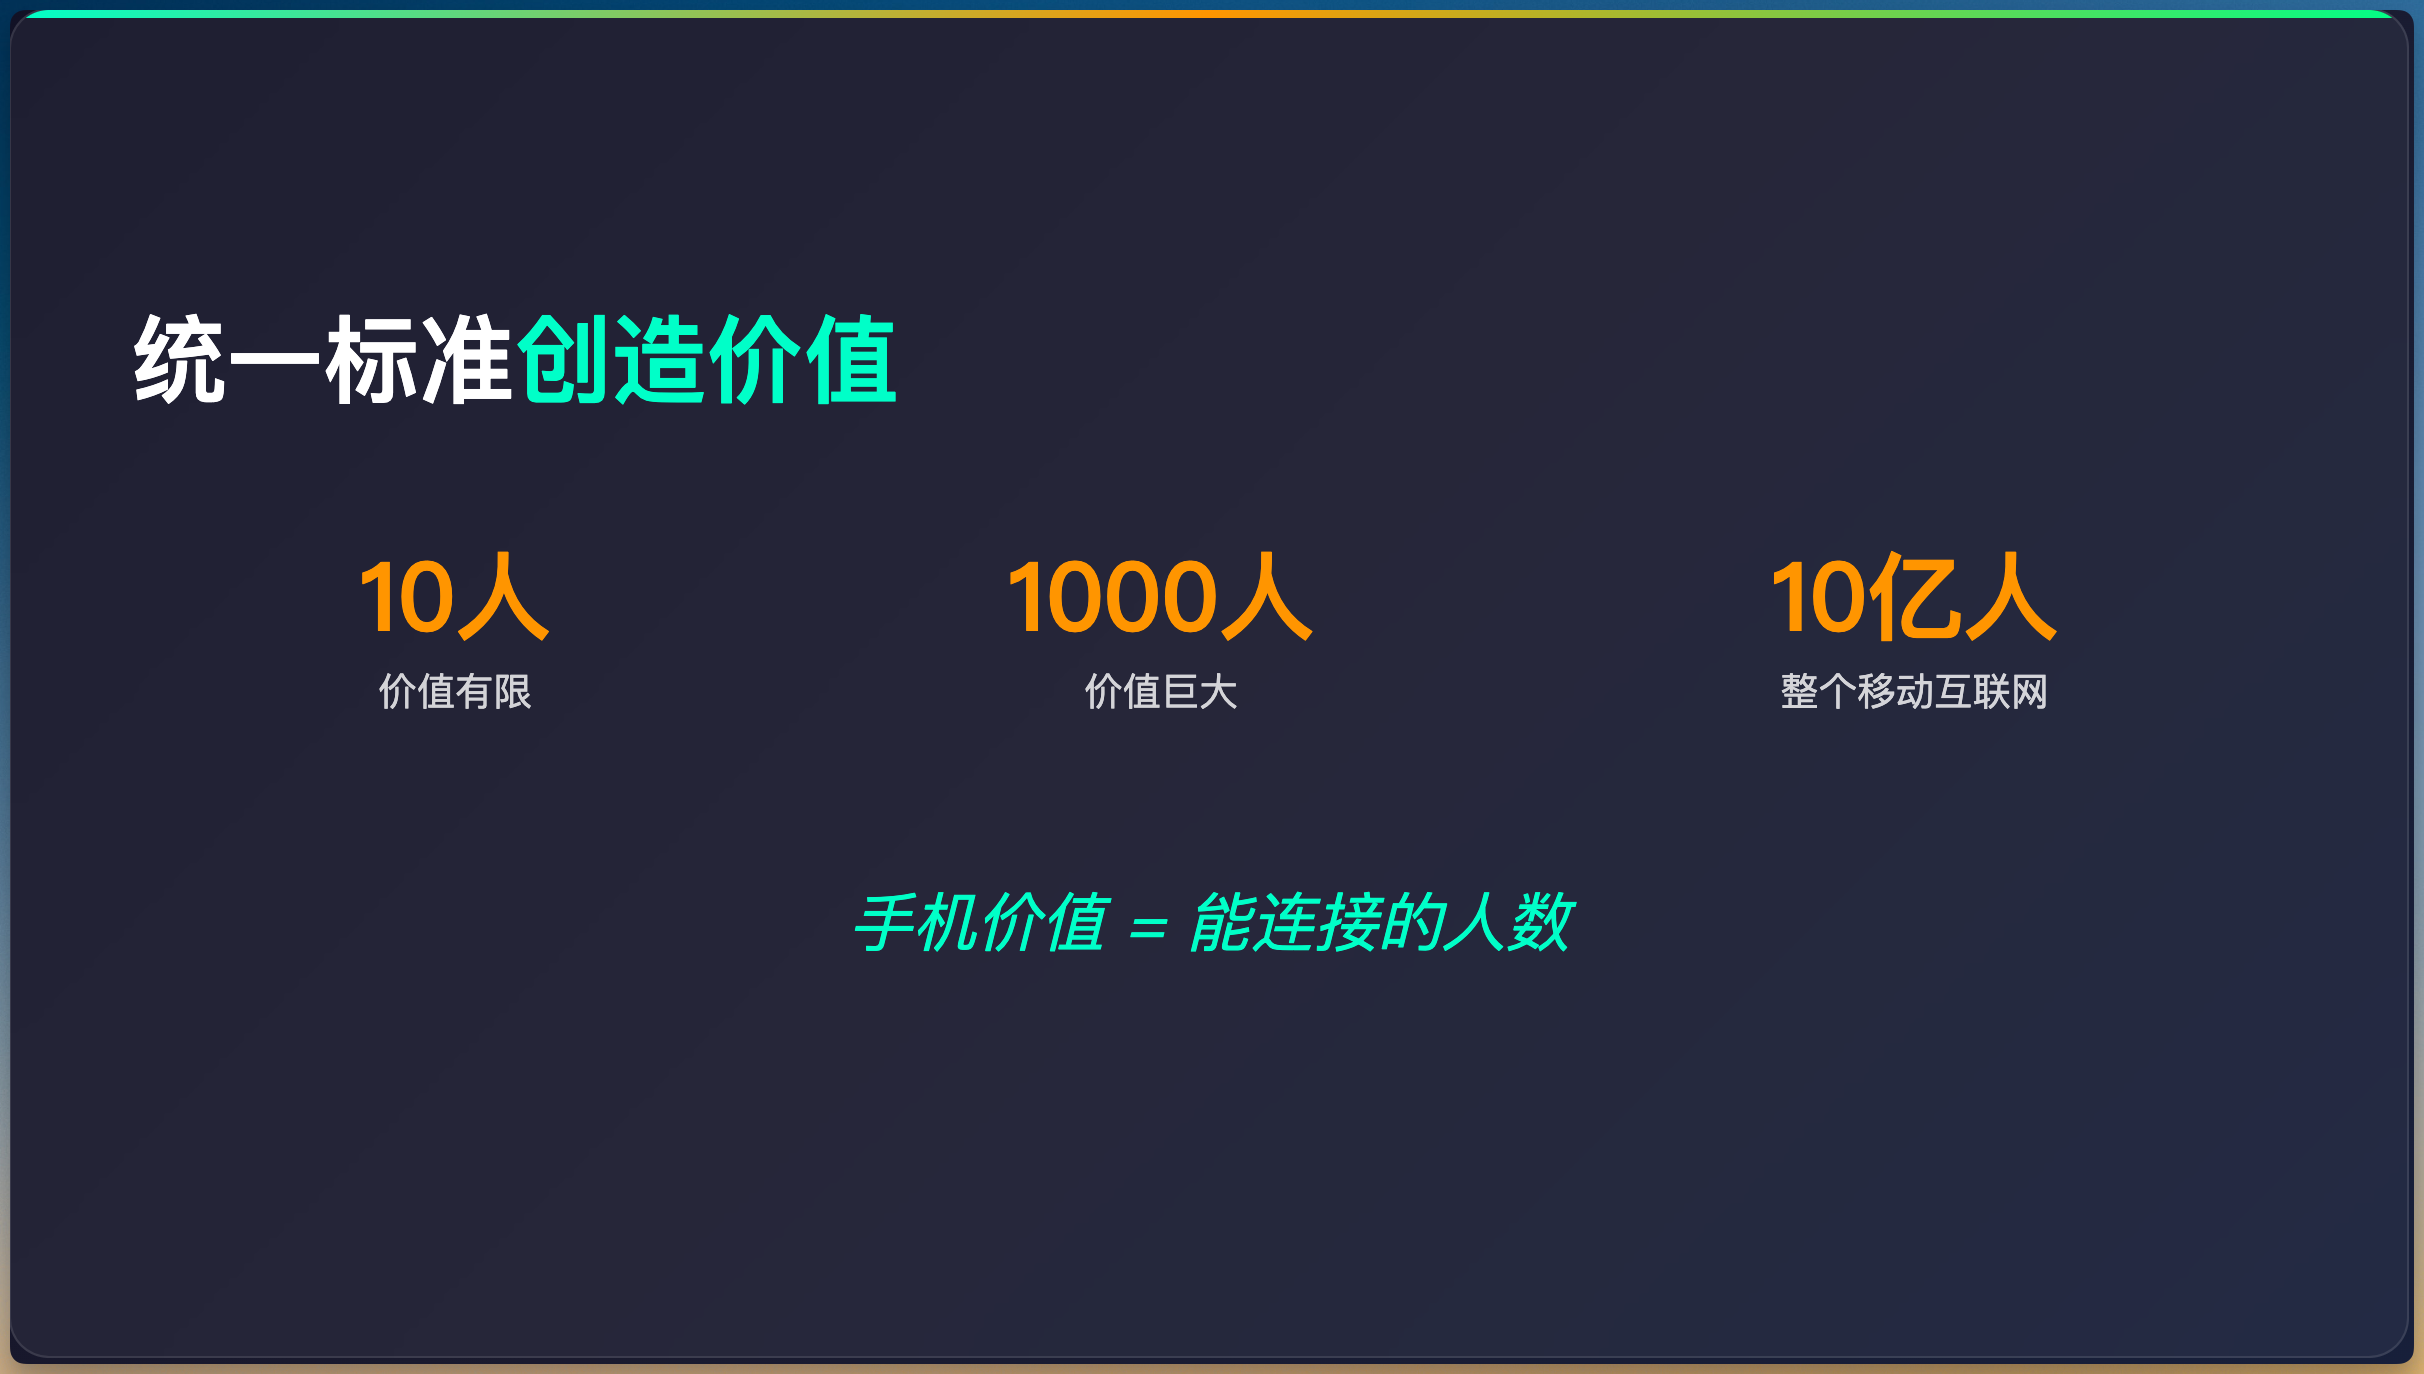 统一标准创造价值
10人
价值有限
1000人
价值巨大
10亿人
整个移动互联网
手机价值 = 能连接的人数